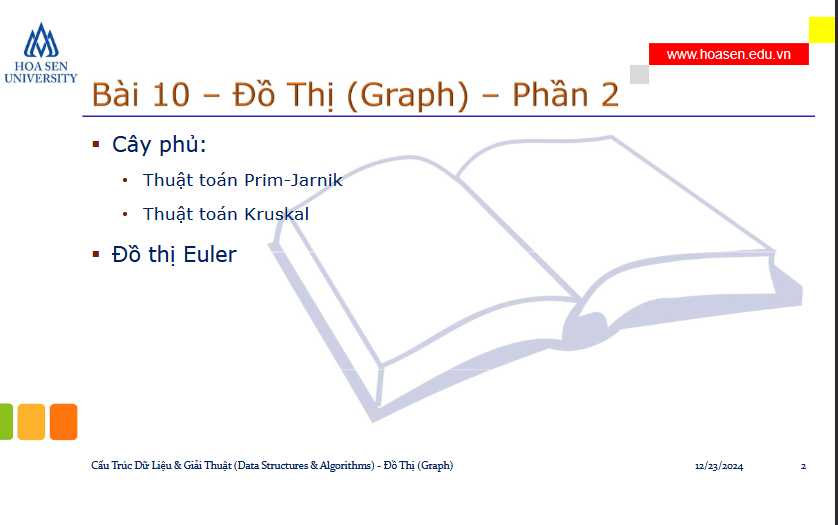 HOA SEN
UNIVERSITY
www.hoasen.edu.vn
Bài 10 – Đồ Thị (Graph) – Phần 2
▪ Cây phủ:
• Thuật toán Prim-Jarnik
• Thuật toán Kruskal
▪ Đồ thị Euler
Cấu Trúc Dữ Liệu & Giải Thuật (Data Structures & Algorithms) - Đồ Thị (Graph) 12/23/2024 2